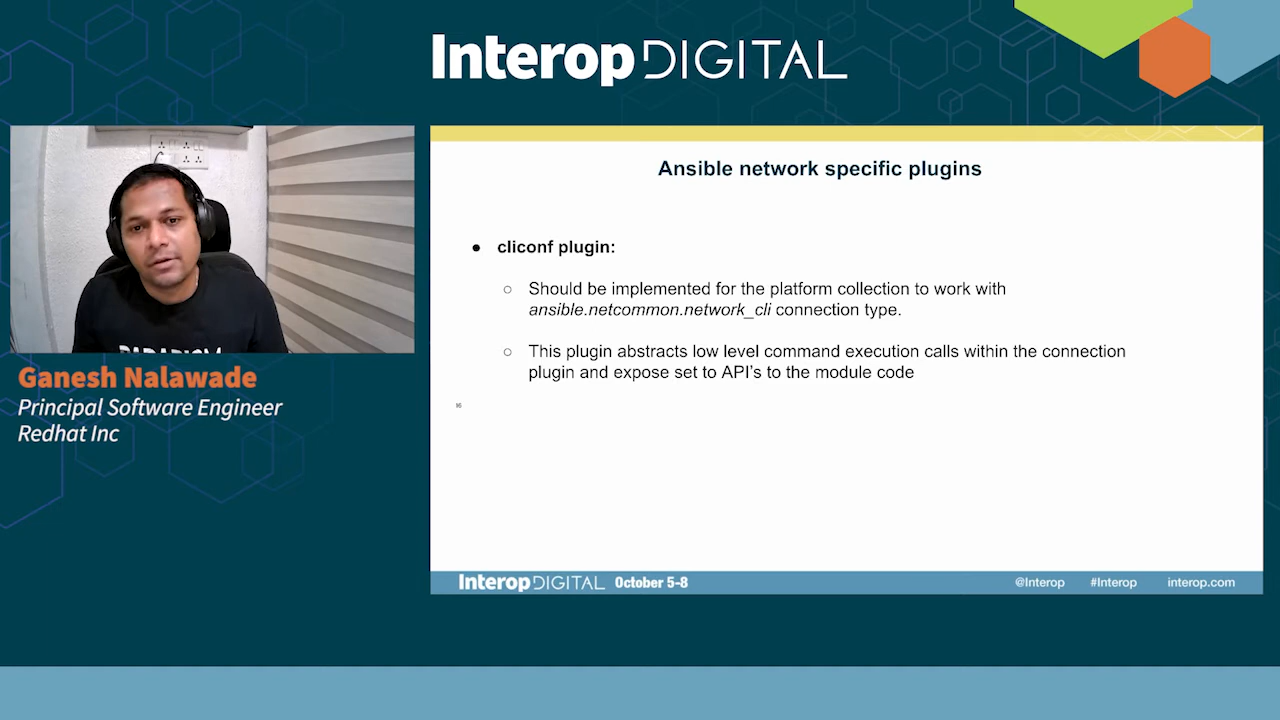 Interop DIGITAL
Ansible network specific plugins
● cliconf plugin:
○ Should be implemented for the platform collection to work with
ansible.netcommon.network_cli connection type.
○ This plugin abstracts low level command execution calls within the connection
plugin and expose set to API's to the module code
Ganesh Nalawade
Principal Software Engineer
Redhat Inc
Interop DIGITAL October 5-8
@Interop #Interop interop.com